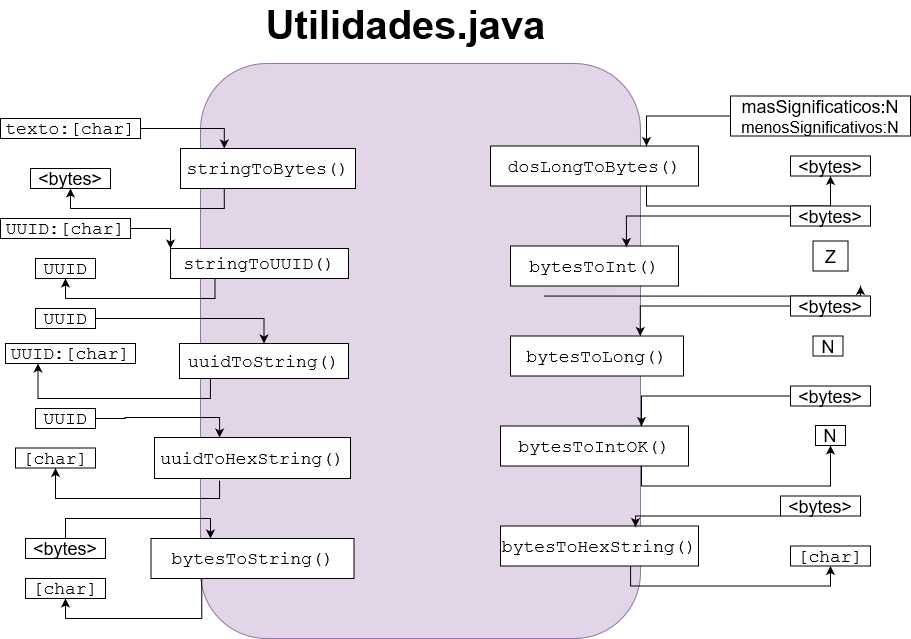 Utilidades.java
texto:[char]
stringToBytes()
<bytes>
UUID:[char]
stringToUUID()
UUID
UUID
uuidToString()
UUID:[char]
UUID
uuidToHexString()
[char]
<bytes>
bytesToString()
[char]
masSignificaticos:N
menosSignificativos:N
dosLongToBytes()
<bytes>
<bytes>
bytesToInt()
Z
<bytes>
bytesToLong()
N
<bytes>
bytesToIntOK()
N
<bytes>
bytesToHexString()
[char]